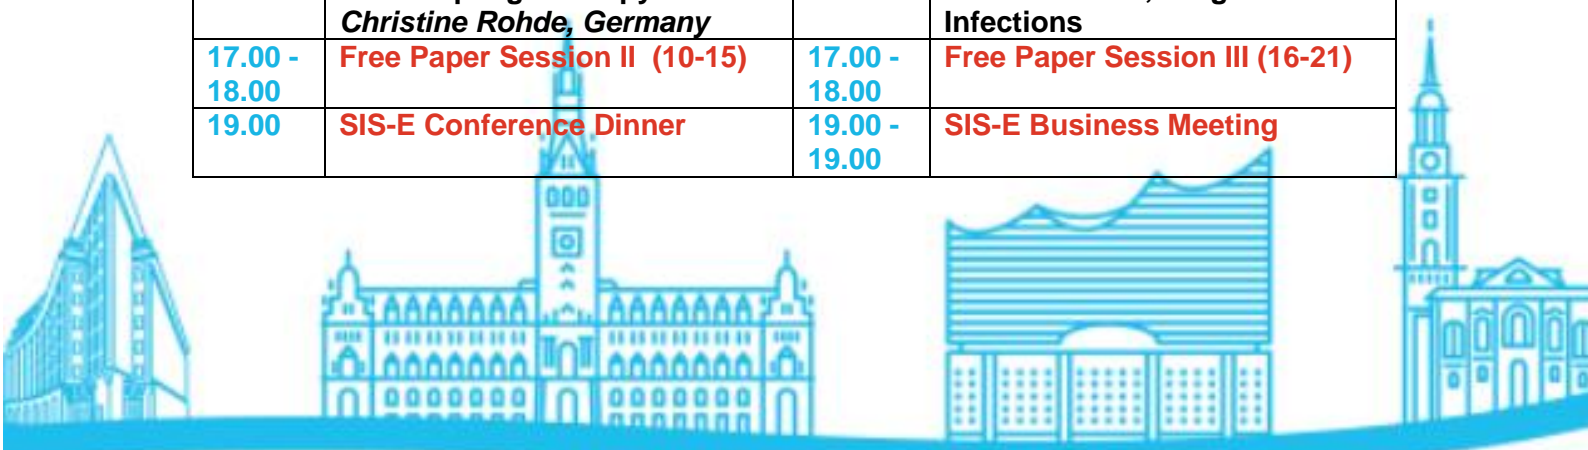 Christine Rohde, Germany
Infections
17.00 - Free Paper Session II (10-15) 17.00 - Free Paper Session III (16-21)
18.00 18.00
19.00 SIS-E Conference Dinner 19.00 - SIS-E Business Meeting
19.00